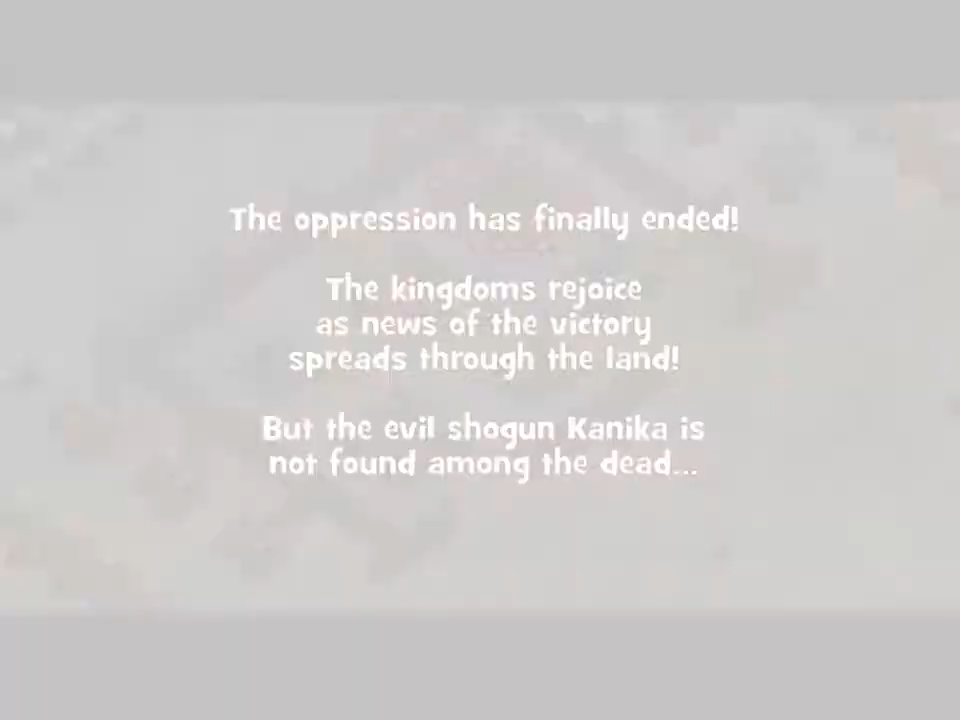 The oppression has finally ended!
The kingdoms rejoice
as news of the victory
spreads through the land!
But the evil shogun Kanika is
not found among the dead...